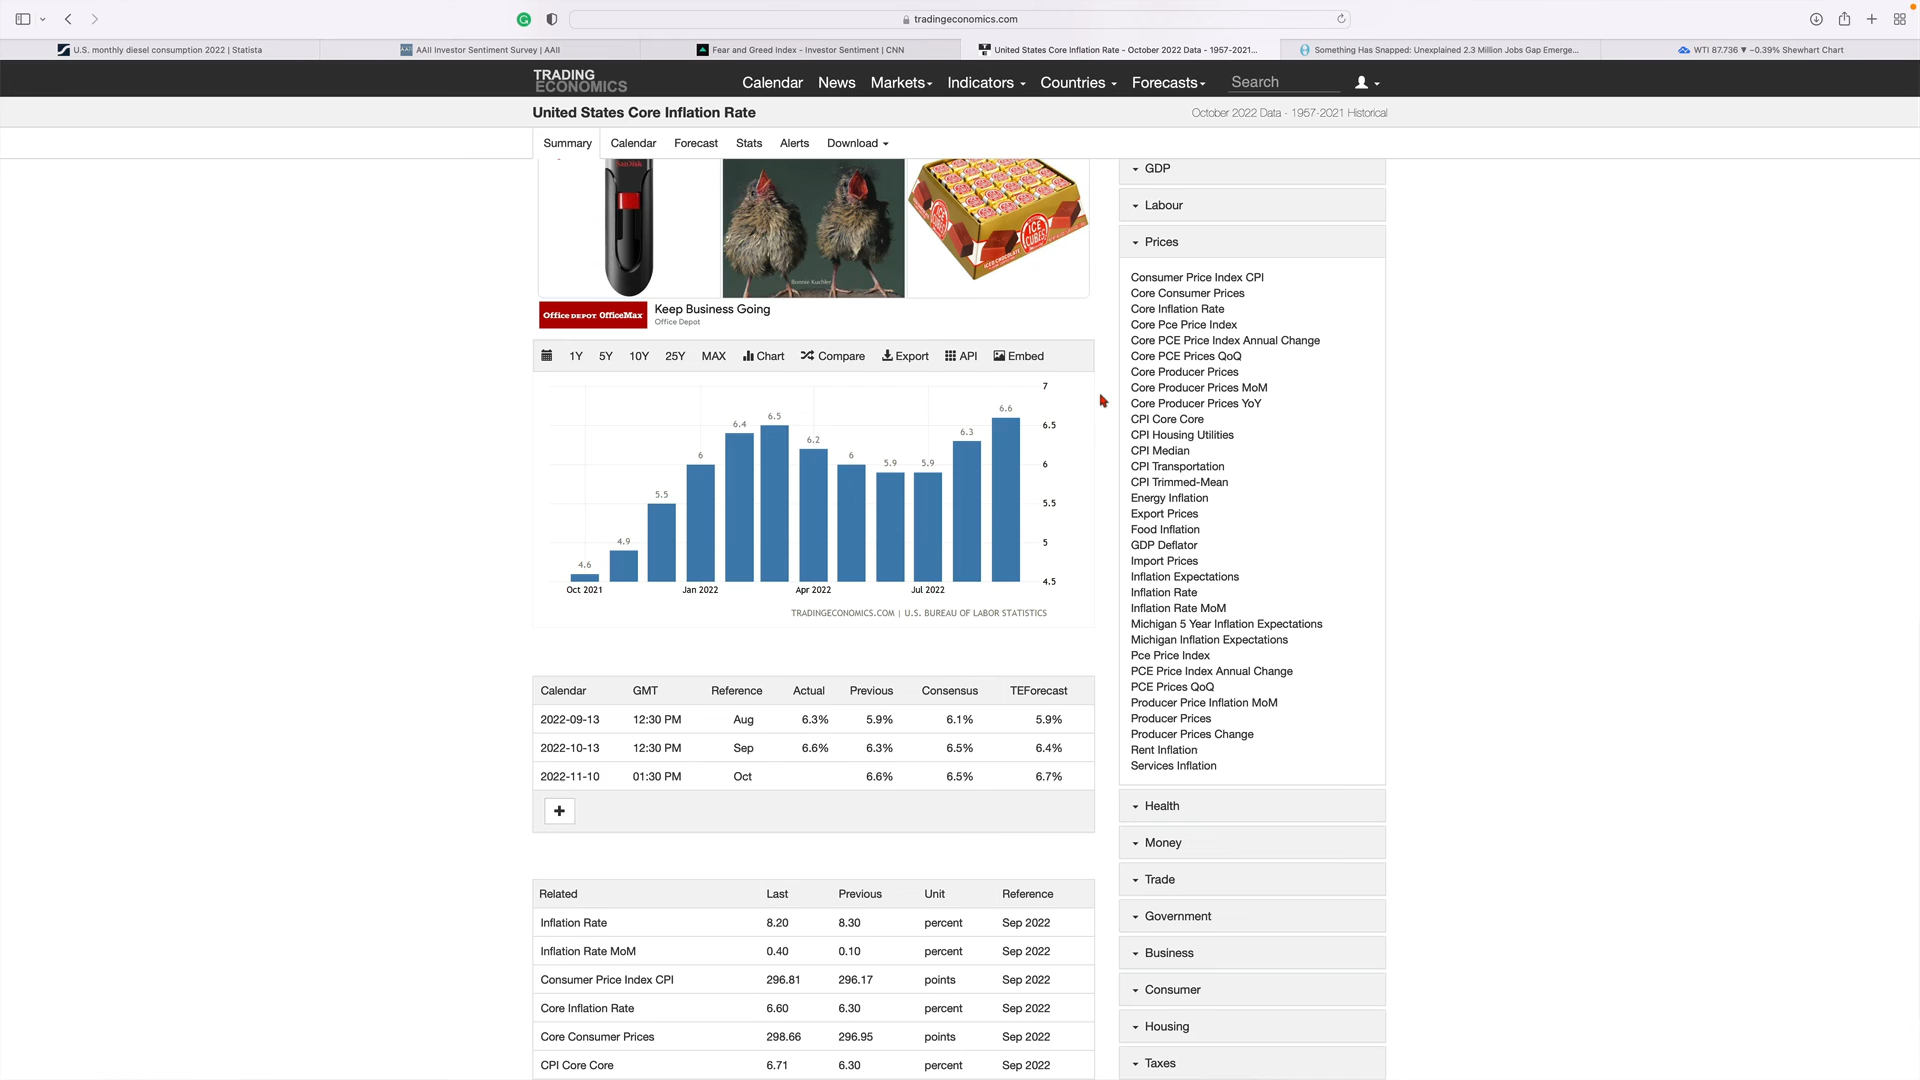 tradingeconomics.com
U.S. monthly diesel consumption 2022 | Statista
AAII Investor Sentiment Survey | AAII
Fear and Greed Index - Investor Sentiment | CNN
United States Core Inflation Rate - October 2022 Data - 1957-2021...
Something Has Snapped: Unexplained 2.3 Million Jobs Gap Emerge...
WTI 87.736 ▼ −0.39% Shewhart Chart
TRADING
ECONOMICS
Calendar News Markets Indicators Countries Forecasts Search
United States Core Inflation Rate
October 2022 Data - 1957-2021 Historical
Summary Calendar Forecast Stats Alerts Download
SanDisk
Bonnie Kuchler
ICE CUBES
ICE CUBES
ICED CHOCOLATE
Office DEPOT OfficeMax
Keep Business Going
Office Depot
1Y 5Y 10Y 25Y MAX Chart Compare Export API Embed
4.6
4.9
5.5
6
6.4
6.5
6.2
6
5.9
5.9
6.3
6.6
7
6.5
6
5.5
5
4.5
Oct 2021 Jan 2022 Apr 2022 Jul 2022
TRADINGECONOMICS.COM | U.S. BUREAU OF LABOR STATISTICS
Calendar GMT Reference Actual Previous Consensus TEForecast
2022-09-13 12:30 PM Aug 6.3% 5.9% 6.1% 5.9%
2022-10-13 12:30 PM Sep 6.6% 6.3% 6.5% 6.4%
2022-11-10 01:30 PM Oct 6.6% 6.5% 6.7%
+
Related Last Previous Unit Reference
Inflation Rate 8.20 8.30 percent Sep 2022
Inflation Rate MoM 0.40 0.10 percent Sep 2022
Consumer Price Index CPI 296.81 296.17 points Sep 2022
Core Inflation Rate 6.60 6.30 percent Sep 2022
Core Consumer Prices 298.66 296.95 points Sep 2022
CPI Core Core 6.71 6.30 percent Sep 2022
GDP
Labour
Prices
Consumer Price Index CPI
Core Consumer Prices
Core Inflation Rate
Core Pce Price Index
Core PCE Price Index Annual Change
Core PCE Prices QoQ
Core Producer Prices
Core Producer Prices MoM
Core Producer Prices YoY
CPI Core Core
CPI Housing Utilities
CPI Median
CPI Transportation
CPI Trimmed-Mean
Energy Inflation
Export Prices
Food Inflation
GDP Deflator
Import Prices
Inflation Expectations
Inflation Rate
Inflation Rate MoM
Michigan 5 Year Inflation Expectations
Michigan Inflation Expectations
Pce Price Index
PCE Price Index Annual Change
PCE Prices QoQ
Producer Price Inflation MoM
Producer Prices
Producer Prices Change
Rent Inflation
Services Inflation
Health
Money
Trade
Government
Business
Consumer
Housing
Taxes